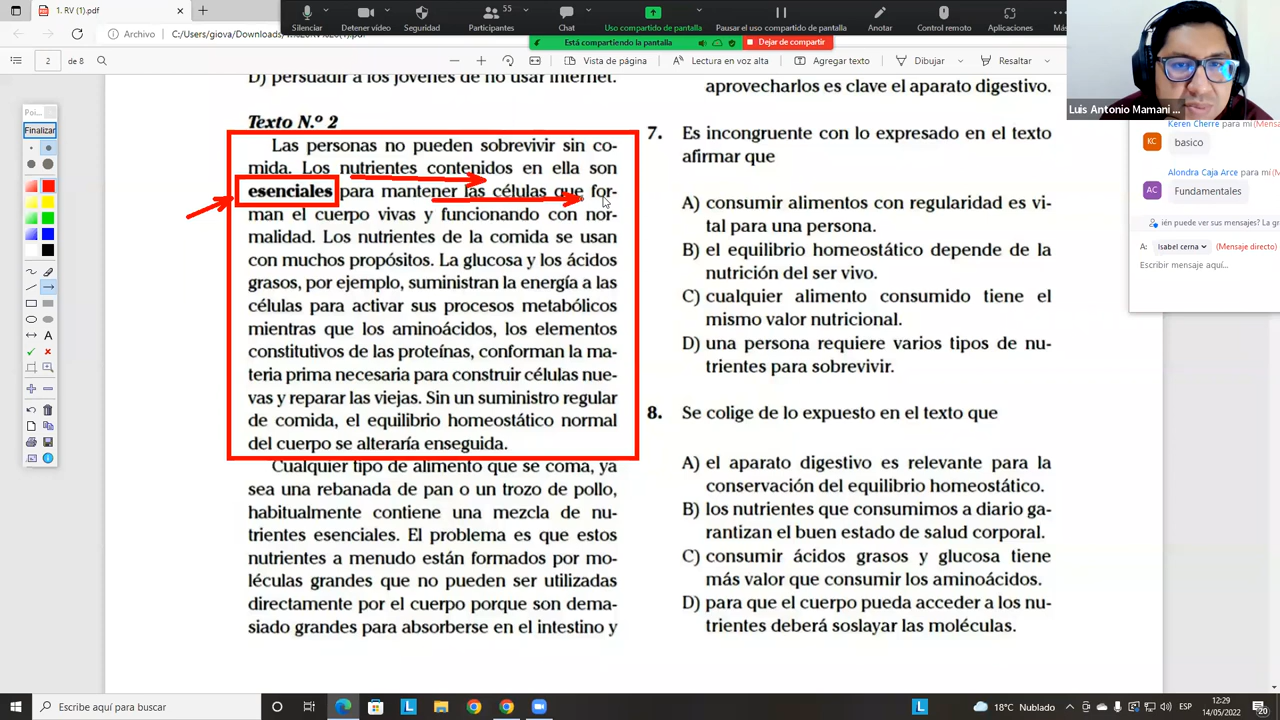 1. RV (1).pdf
Silenciar
Detener video
Seguridad
Participantes
55
Chat
Uso compartido de pantalla
Pausar el uso compartido de pantalla
Anotar
Control remoto
Aplicaciones
Está compartiendo la pantalla
Dejar de compartir
Archivo
C:/Users/giova/Downloads/
2
de 8
Vista de página
Lectura en voz alta
Agregar texto
Dibujar
Resaltar
Luis Antonio Mamani ...
Finalizar
D) persuadir a los jóvenes de no usar internet.
Texto N.º 2
Las personas no pueden sobrevivir sin co-
mida. Los nutrientes contenidos en ella son
esenciales para mantener las células que for-
man el cuerpo vivas y funcionando con nor-
malidad. Los nutrientes de la comida se usan
con muchos propósitos. La glucosa y los ácidos
grasos, por ejemplo, suministran la energía a las
células para activar sus procesos metabólicos
mientras que los aminoácidos, los elementos
constitutivos de las proteínas, conforman la ma-
teria prima necesaria para construir células nue-
vas y reparar las viejas. Sin un suministro regular
de comida, el equilibrio homeostático normal
del cuerpo se alteraría enseguida.
Cualquier tipo de alimento que se coma, ya
sea una rebanada de pan o un trozo de pollo,
habitualmente contiene una mezcla de nu-
trientes esenciales. El problema es que estos
nutrientes a menudo están formados por mo-
léculas grandes que no pueden ser utilizadas
directamente por el cuerpo porque son dema-
siado grandes para absorberse en el intestino y
aprovecharlos es clave el aparato digestivo.
7. Es incongruente con lo expresado en el texto
afirmar que
A) consumir alimentos con regularidad es vi-
tal para una persona.
B) el equilibrio homeostático depende de la
nutrición del ser vivo.
C) cualquier alimento consumido tiene el
mismo valor nutricional.
D) una persona requiere varios tipos de nu-
trientes para sobrevivir.
8. Se colige de lo expuesto en el texto que
A) el aparato digestivo es relevante para la
conservación del equilibrio homeostático.
B) los nutrientes que consumimos a diario ga-
rantizan el buen estado de salud corporal.
C) consumir ácidos grasos y glucosa tiene
más valor que consumir los aminoácidos.
D) para que el cuerpo pueda acceder a los nu-
trientes deberá soslayar las moléculas.
Keren Cherre para mí
KC
basico
Alondra Caja Arce para mí
AC
Fundamentales
ién puede ver sus mensajes? La gr
A: Isabel cerna (Mensaje directo)
Escribir mensaje aquí...
Escribe aquí para buscar
18°C Nublado
ESP
12:29
14/05/2022
20